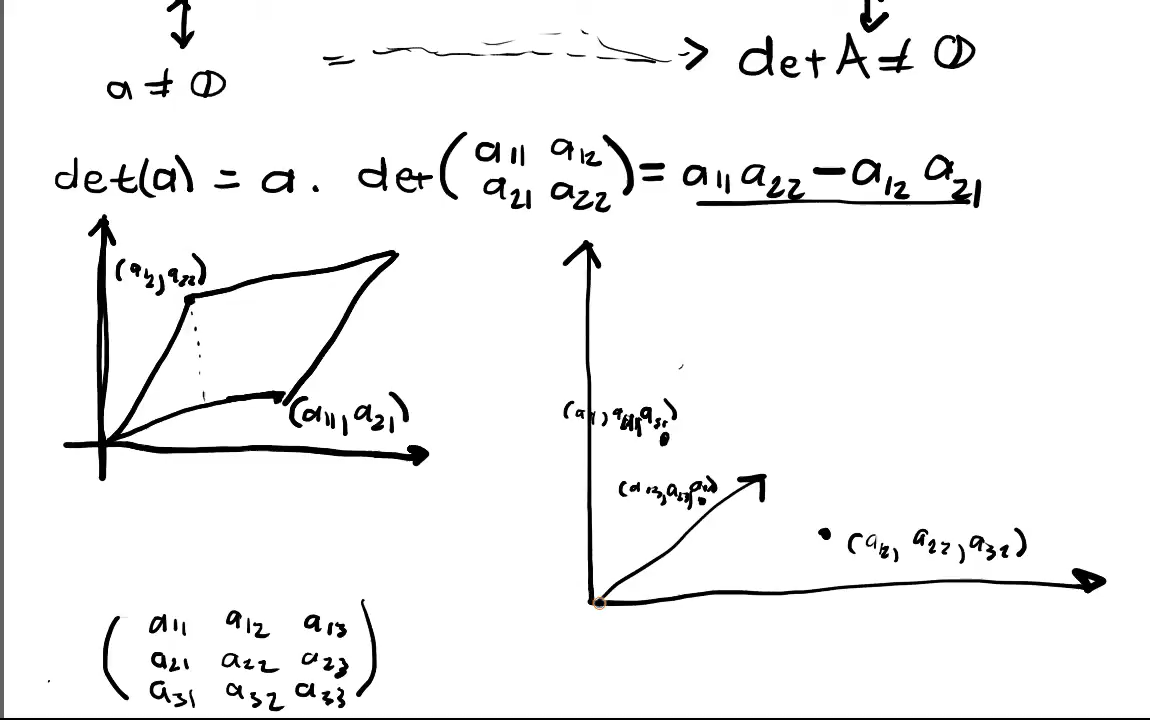 a ≠ 0 = > det A ≠ 0
det(a) = a. det(a11 a12 a21 a22) = a11 a22 − a12 a21
(a12, a22)
(a11, a21)
(a12, a22, a32)
a11 a12 a13
a21 a22 a23
a31 a32 a33